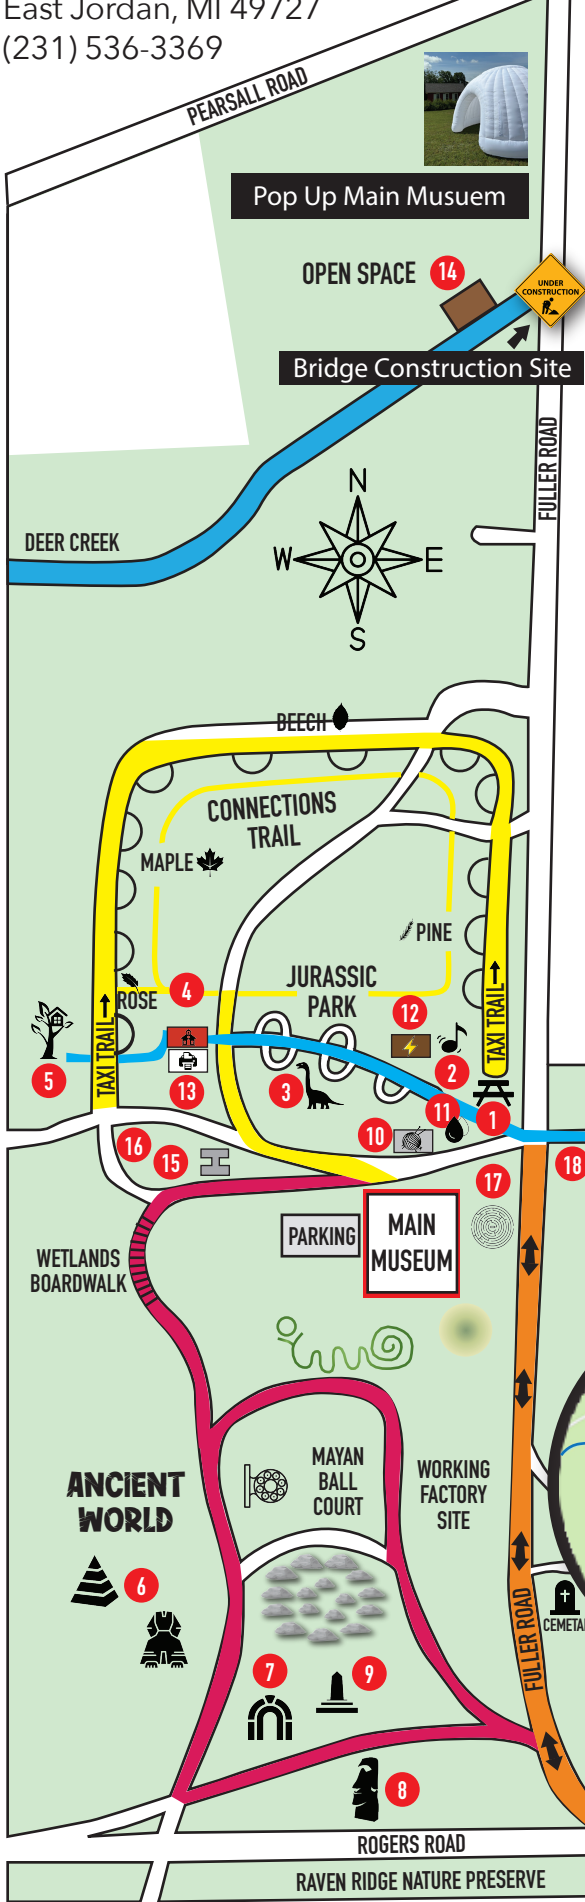 East Jordan, MI 49727
(231) 536-3369
PEARSALL ROAD
Pop Up Main Musuem
OPEN SPACE 14
UNDER
CONSTRUCTION
Bridge Construction Site
FULLER ROAD
DEER CREEK
N
W E
S
BEECH
CONNECTIONS
TRAIL
MAPLE
PINE
JURASSIC
PARK
ROSE
4
12
TAXI TRAIL
TAXI TRAIL
5
13
3
2
11
1
10
16
15
17
18
PARKING
MAIN
MUSEUM
WETLANDS
BOARDWALK
MAYAN
BALL
COURT
WORKING
FACTORY
SITE
ANCIENT
WORLD
6
7
9
8
FULLER ROAD
ROGERS ROAD
RAVEN RIDGE NATURE PRESERVE